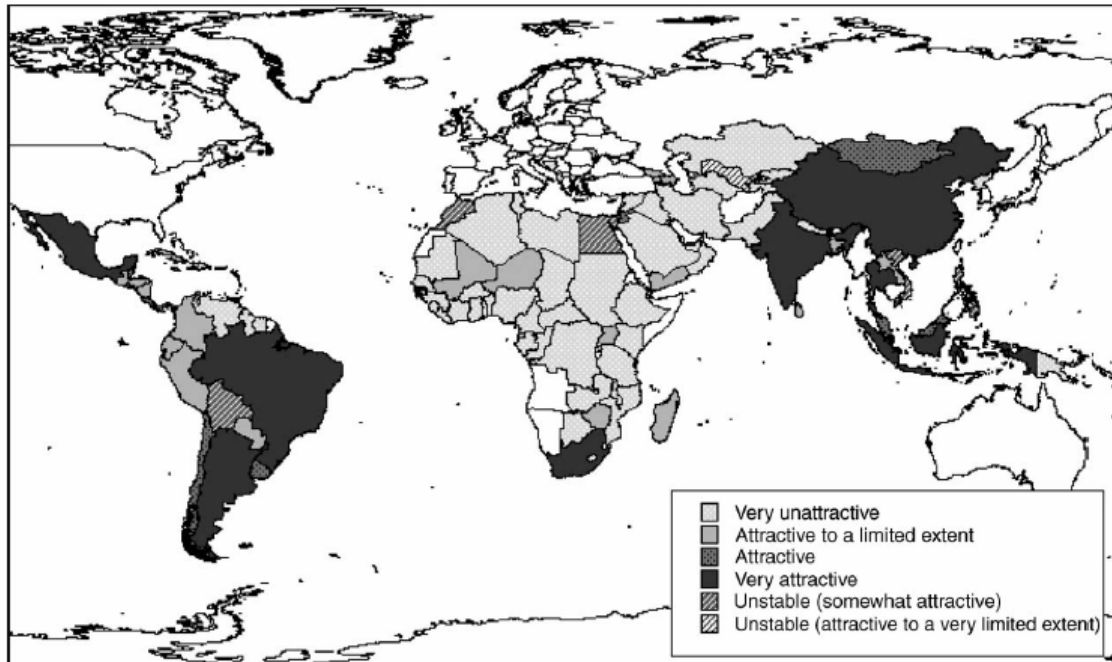 Very unattractive
Attractive to a limited extent
Attractive
Very attractive
Unstable (somewhat attractive)
Unstable (attractive to a very limited extent)